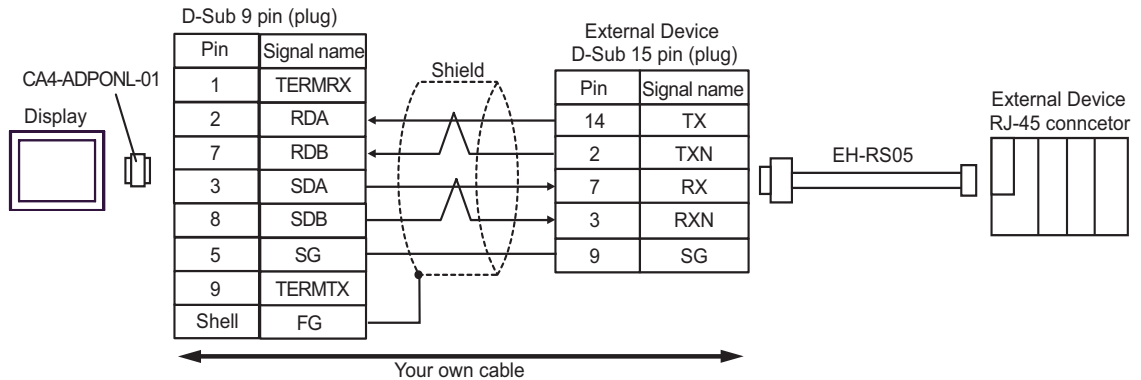 D-Sub 9 pin (plug)
Pin Signal name
1 TERMRX
2 RDA
7 RDB
3 SDA
8 SDB
5 SG
9 TERMTX
Shell FG
CA4-ADPONL-01
Display
Shield
External Device
D-Sub 15 pin (plug)
Pin Signal name
14 TX
2 TXN
7 RX
3 RXN
9 SG
EH-RS05
External Device
RJ-45 conncetor
Your own cable